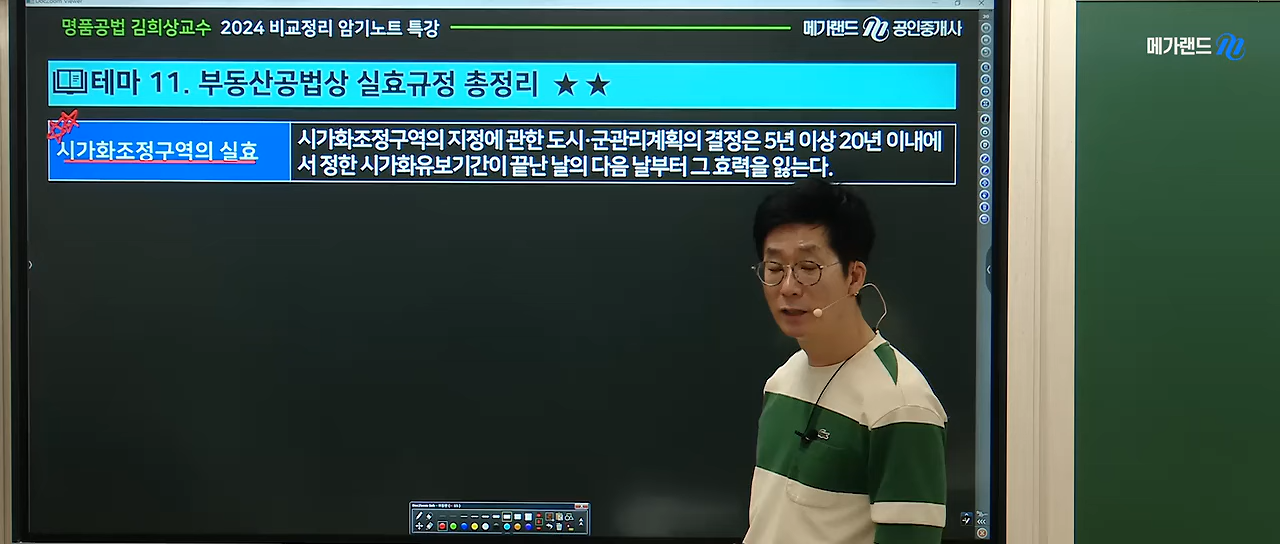 DocZoom Viewer
명품공법 김희상교수 2024 비교정리 암기노트 특강
메가랜드 공인중개사
메가랜드
테마 11. 부동산공법상 실효규정 총정리 ★★
시가화조정구역의 실효
시가화조정구역의 지정에 관한 도시·군관리계획의 결정은 5년 이상 20년 이내에
서 정한 시가화유보기간이 끝난 날의 다음 날부터 그 효력을 잃는다.